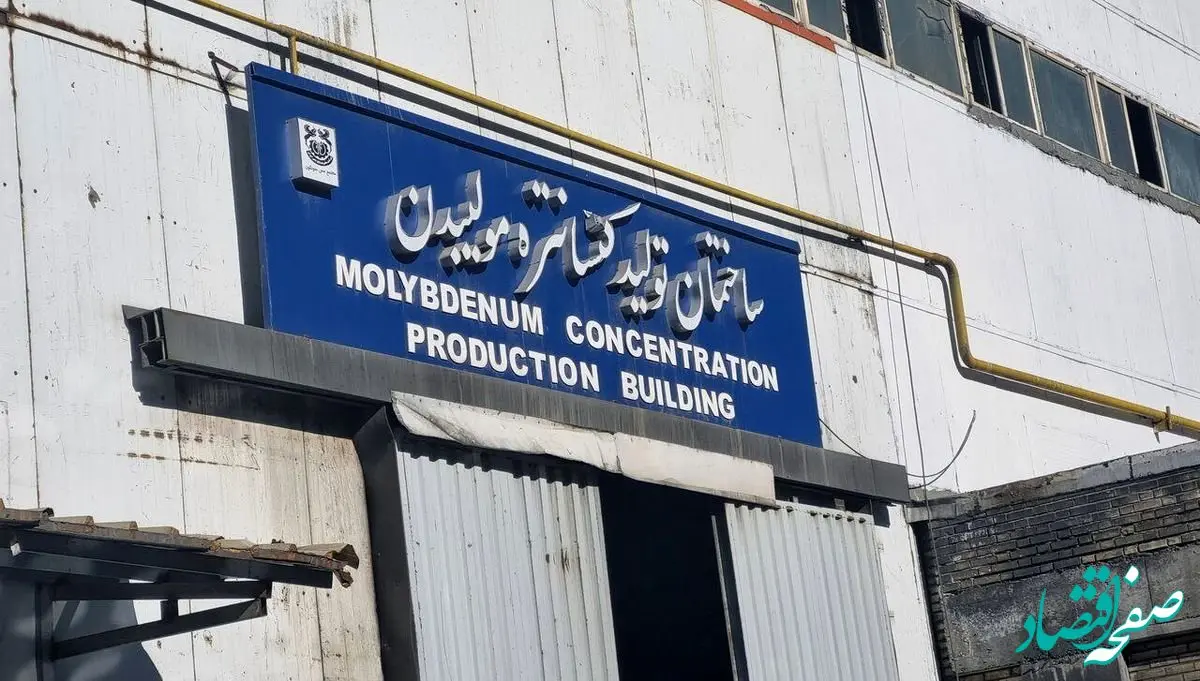 ساختمان تولید کنسانتره مولیبدن
MOLYBDENUM CONCENTRATION
PRODUCTION BUILDING
صفحه اقتصاد